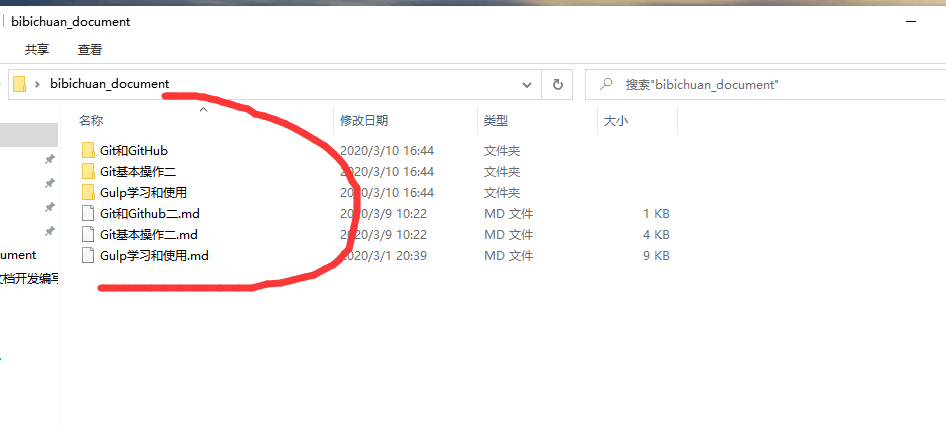 bibichuan_document
共享 查看
bibichuan_document 搜索"bibichuan_document"
名称 修改日期 类型 大小
Git和GitHub 2020/3/10 16:44 文件夹
Git基本操作二 2020/3/10 16:44 文件夹
Gulp学习和使用 2020/3/10 16:44 文件夹
Git和Github二.md 2020/3/9 10:22 MD 文件 1 KB
Git基本操作二.md 2020/3/9 10:22 MD 文件 4 KB
Gulp学习和使用.md 2020/3/1 20:39 MD 文件 9 KB
ument
文档开发编写